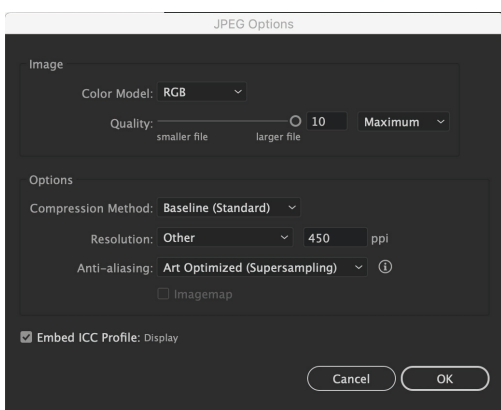 JPEG Options
Image
Color Model: RGB
Quality: 10 Maximum
smaller file larger file
Options
Compression Method: Baseline (Standard)
Resolution: Other 450 ppi
Anti-aliasing: Art Optimized (Supersampling)
Imagemap
Embed ICC Profile: Display
Cancel OK